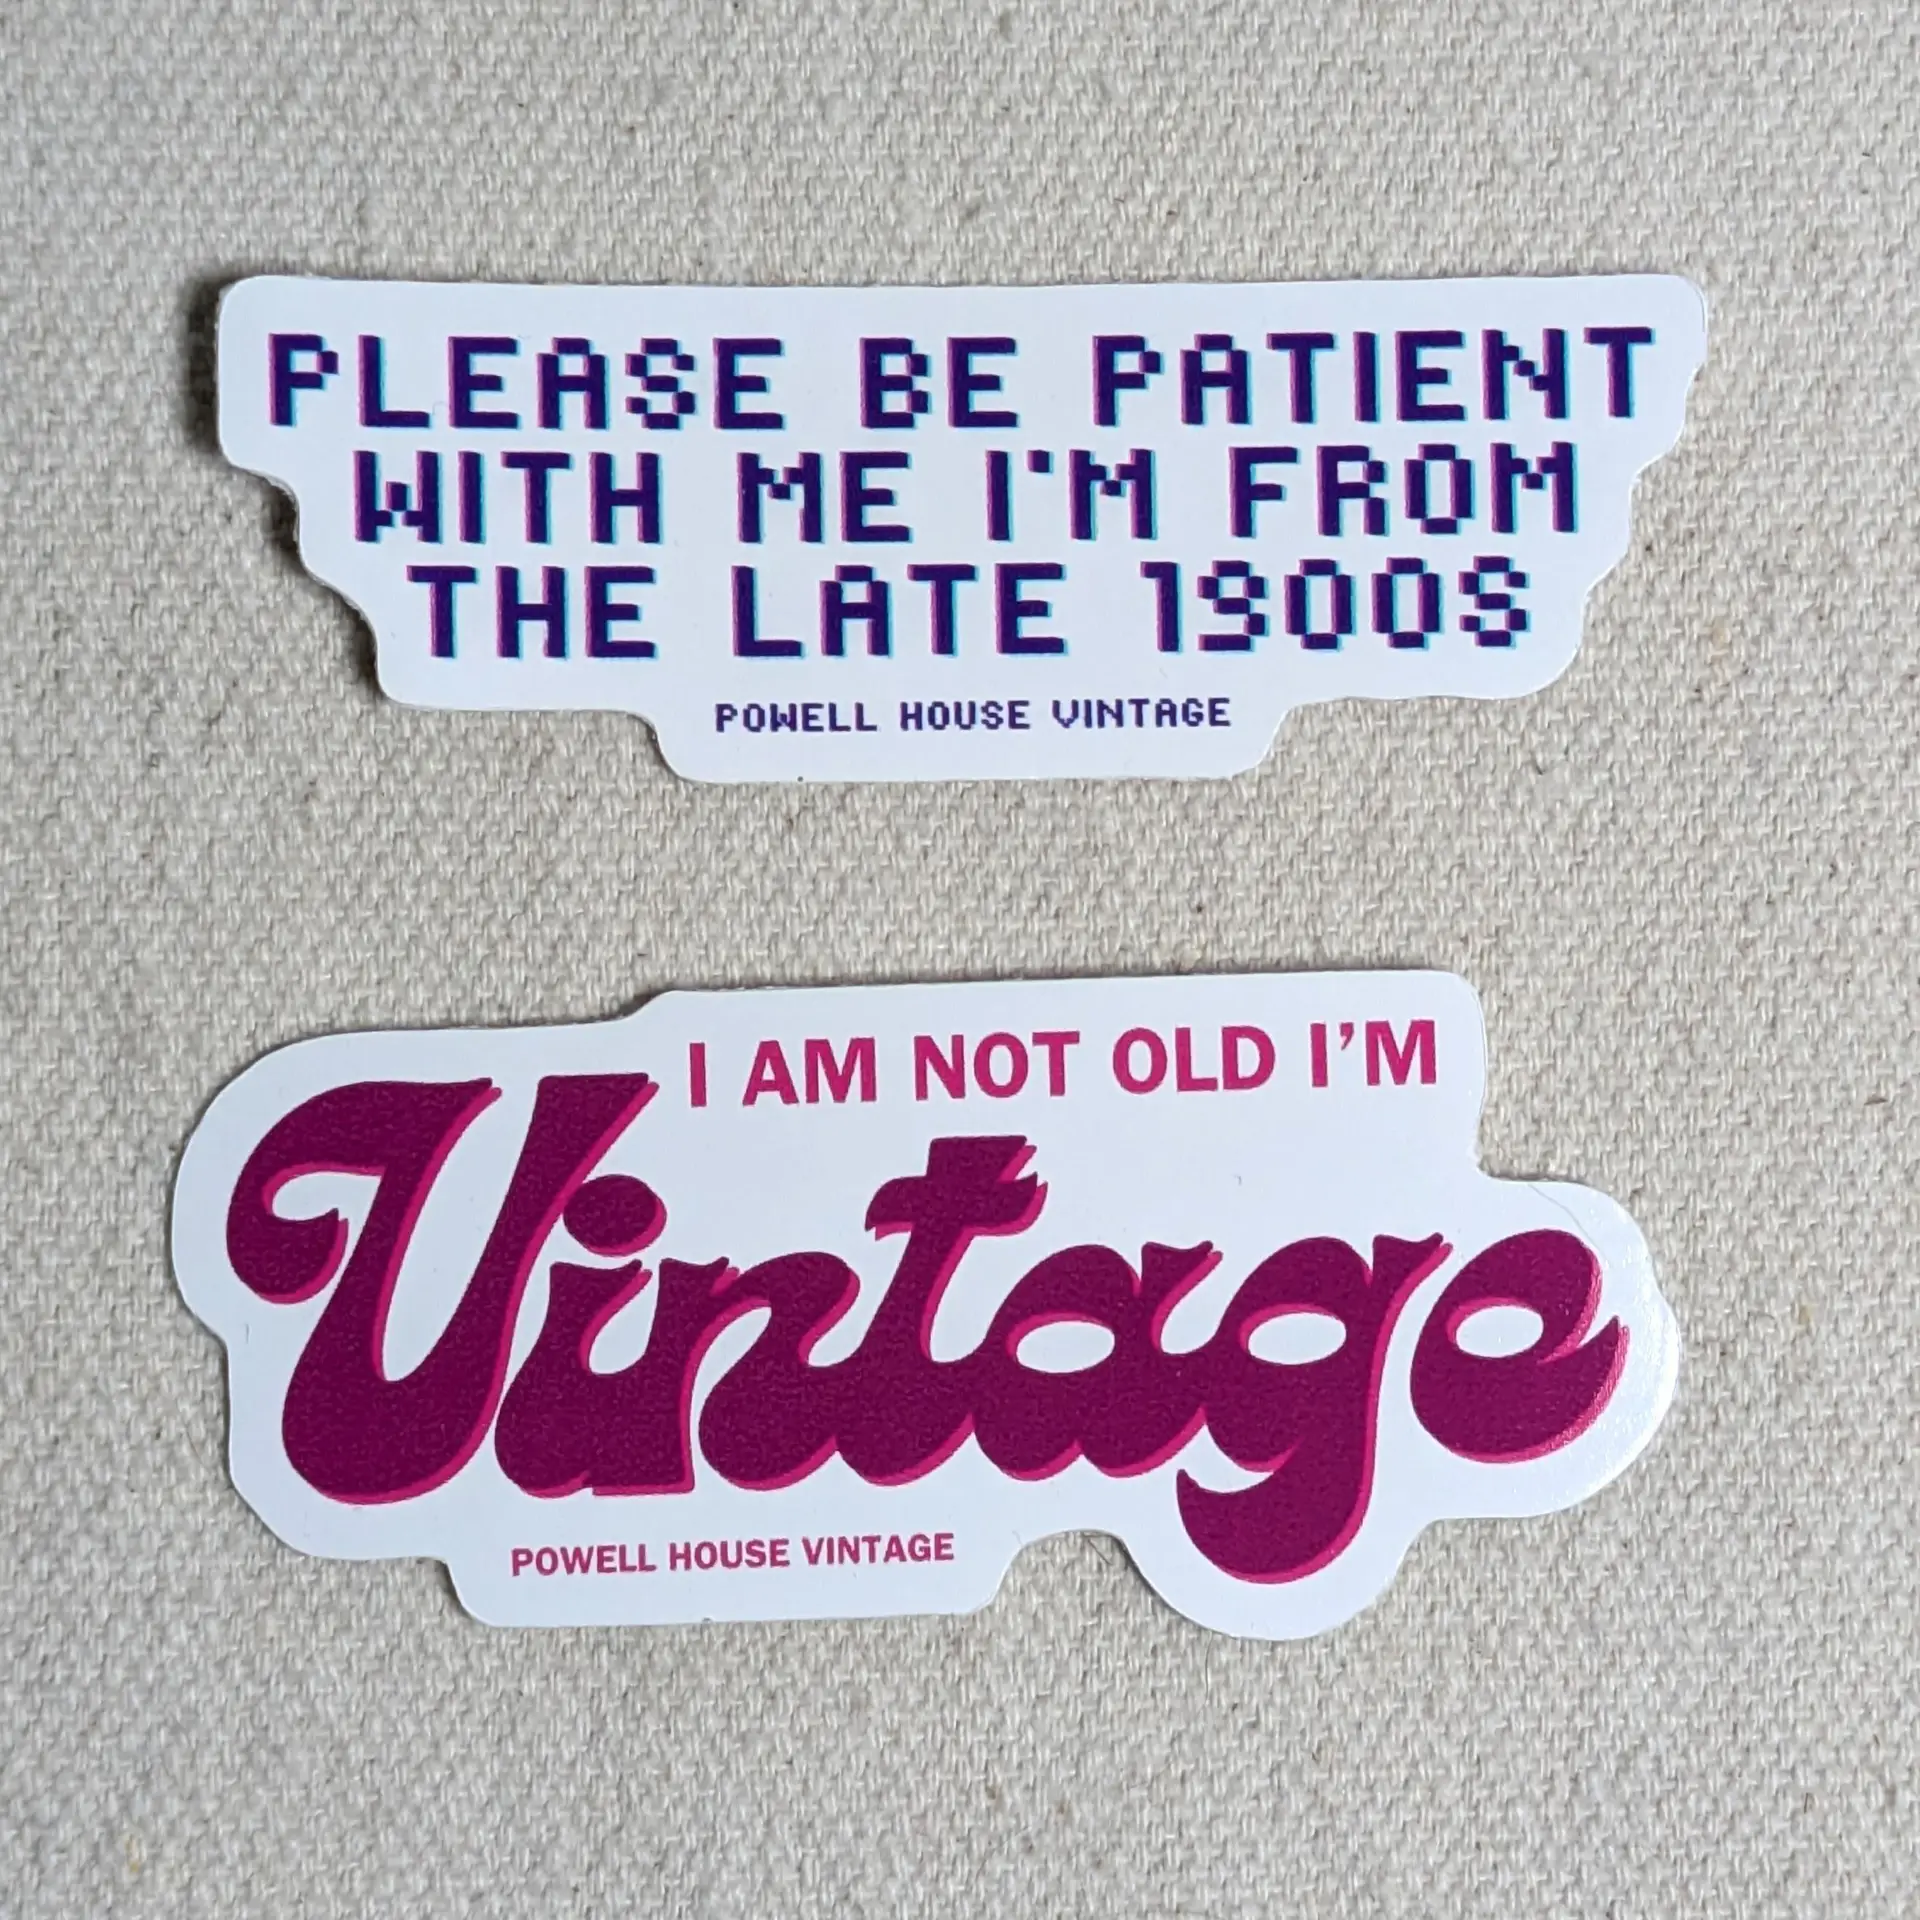 PLEASE BE PATIENT
WITH ME I'M FROM
THE LATE 1900S
POWELL HOUSE VINTAGE
I AM NOT OLD I'M
Vintage
POWELL HOUSE VINTAGE